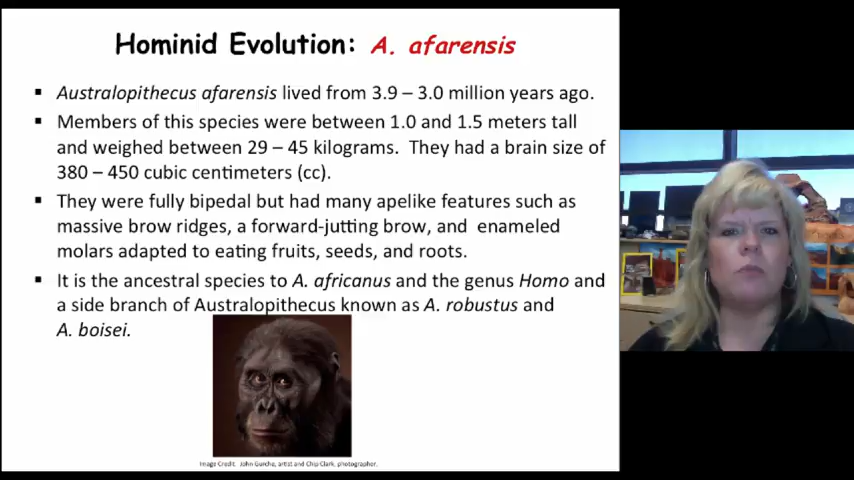 Hominid Evolution: A. afarensis
▪ Australopithecus afarensis lived from 3.9 – 3.0 million years ago.
▪ Members of this species were between 1.0 and 1.5 meters tall
and weighed between 29 – 45 kilograms. They had a brain size of
380 – 450 cubic centimeters (cc).
▪ They were fully bipedal but had many apelike features such as
massive brow ridges, a forward-jutting brow, and enameled
molars adapted to eating fruits, seeds, and roots.
▪ It is the ancestral species to A. africanus and the genus Homo and
a side branch of Australopithecus known as A. robustus and
A. boisei.
Image Credit: John Gurche, artist and Chip Clark, photographer.